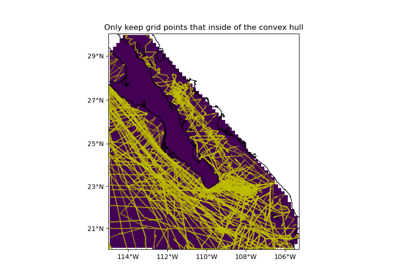 Only keep grid points that inside of the convex hull
29°N
27°N
25°N
23°N
21°N
114°W 112°W 110°W 108°W 106°W